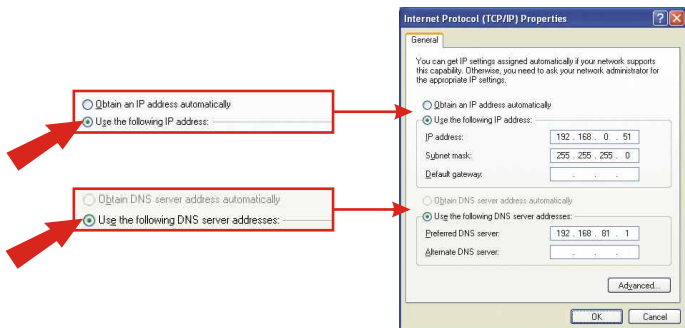 Internet Protocol (TCP/IP) Properties
General
You can get IP settings assigned automatically if your network supports
this capability. Otherwise, you need to ask your network administrator for
the appropriate IP settings.
Obtain an IP address automatically
Use the following IP address:
Obtain an IP address automatically
Use the following IP address:
IP address: 192 . 168 . 0 . 51
Subnet mask: 255 . 255 . 255 . 0
Default gateway: . . .
Obtain DNS server address automatically
Use the following DNS server addresses:
Obtain DNS server address automatically
Use the following DNS server addresses:
Preferred DNS server: 192 . 168 . 81 . 1
Alternate DNS server: . . .
Advanced...
OK Cancel